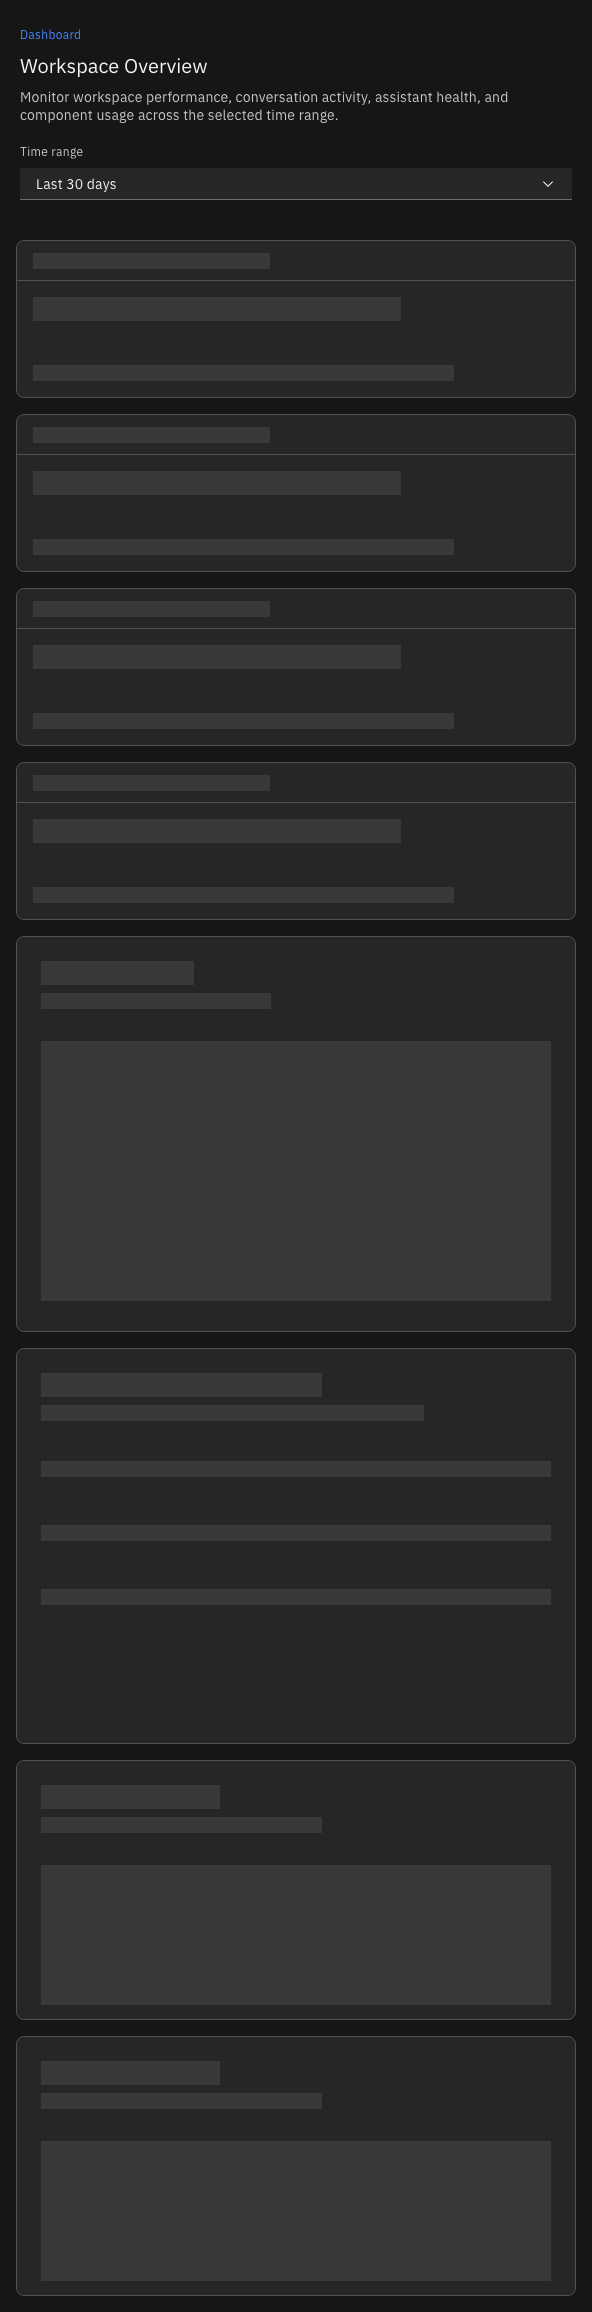 Dashboard
Workspace Overview
Monitor workspace performance, conversation activity, assistant health, and
component usage across the selected time range.
Time range
Last 30 days